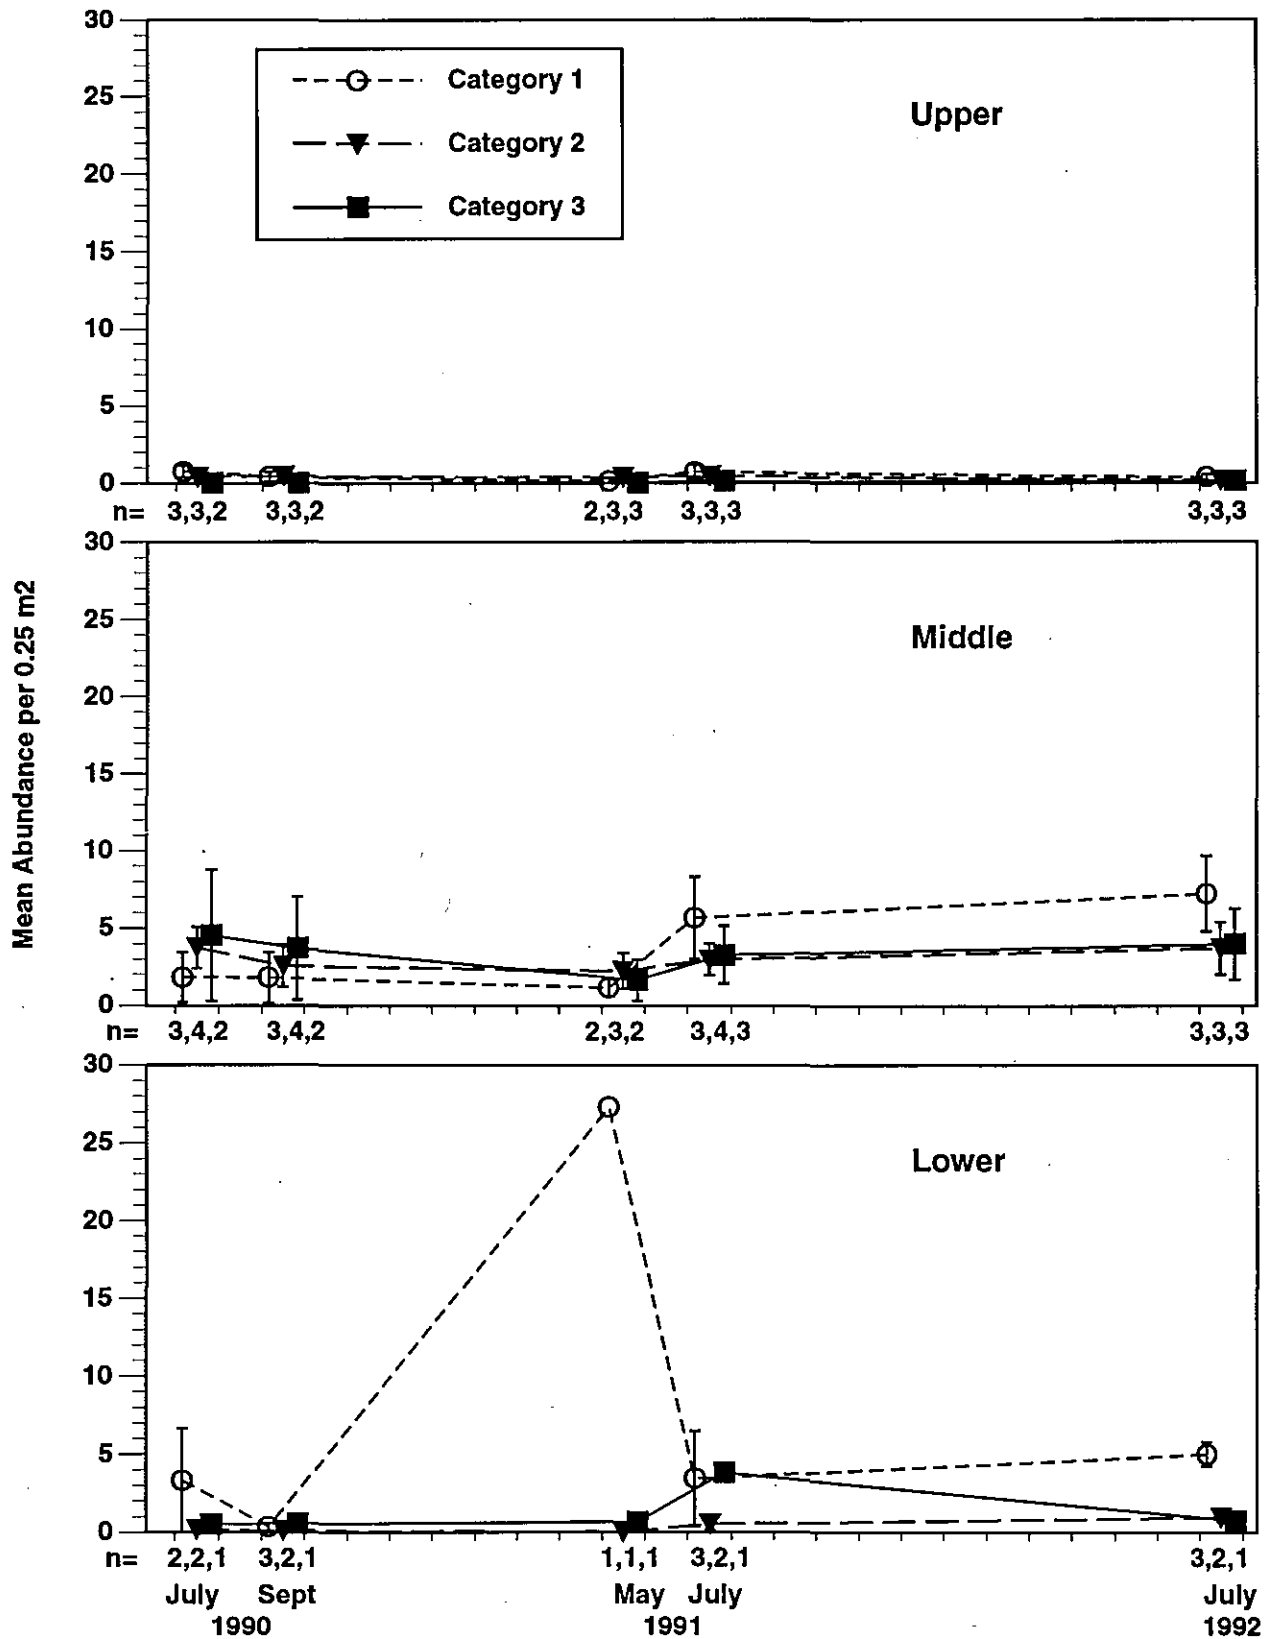 30
Category 1
25
Upper
Category 2
20
Category 3
15
10
5
0
n= 3,3,2 3,3,2 2,3,3 3,3,3 3,3,3
30
25
Middle
20
15
10
5
0
n= 3,4,2 3,4,2 2,3,2 3,4,3 3,3,3
Mean Abundance per 0.25 m2
30
25
Lower
20
15
10
5
0
n= 2,2,1 3,2,1 1,1,1 3,2,1 3,2,1
July Sept May July July
1990 1991 1992